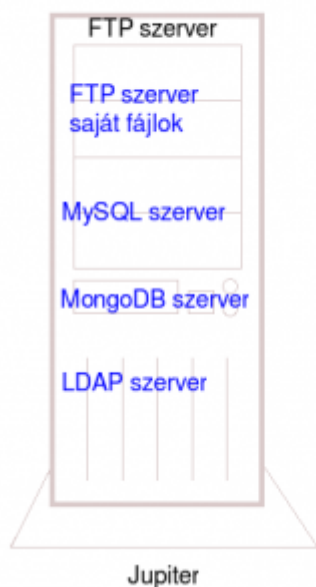 FTP szerver
FTP szerver
saját fájlok
MySQL szerver
MongoDB szerver
LDAP szerver
Jupiter